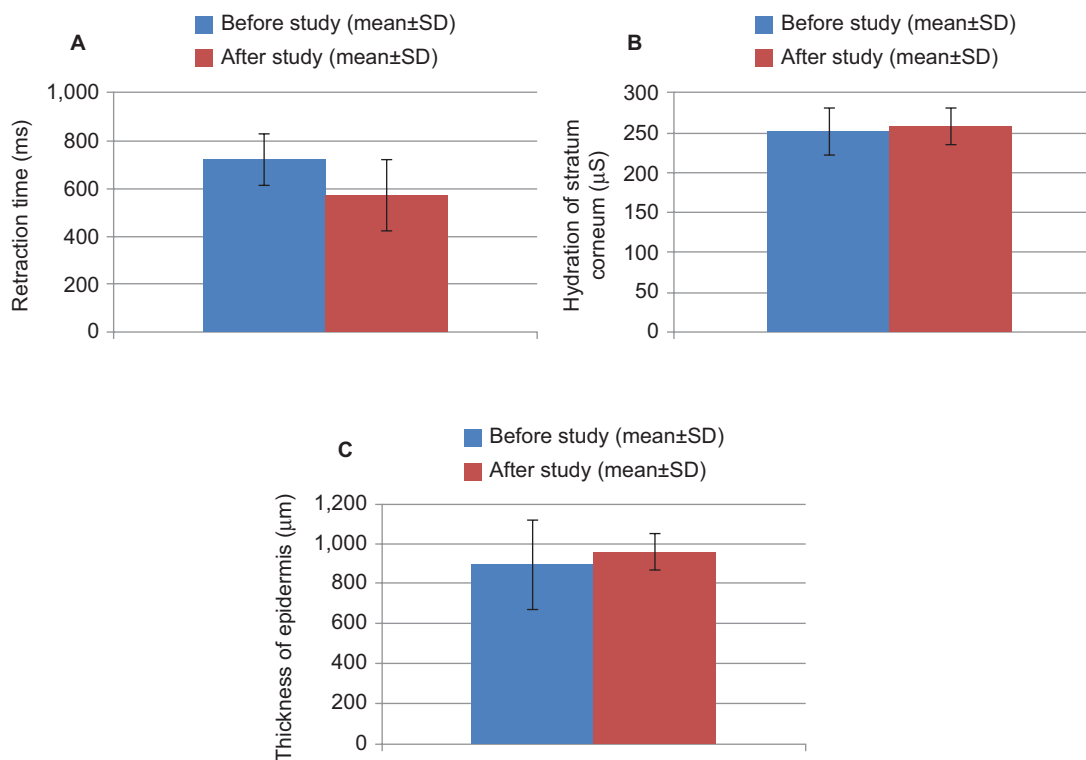 A
Before study (mean±SD)
After study (mean±SD)
Retraction time (ms)
1,000
800
600
400
200
0
B
Before study (mean±SD)
After study (mean±SD)
Hydration of stratum
corneum (μS)
300
250
200
150
100
50
0
C
Before study (mean±SD)
After study (mean±SD)
Thickness of epidermis (μm)
1,200
1,000
800
600
400
200
0